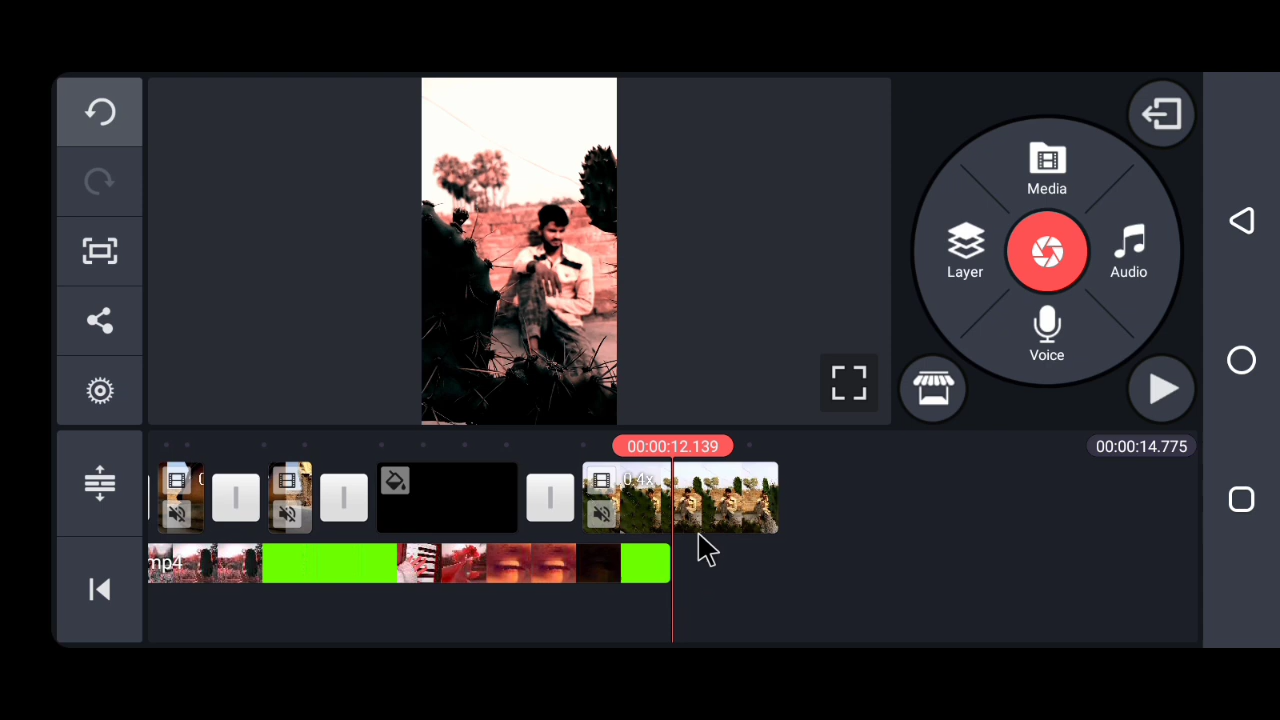 Media
Layer
Audio
Voice
00:00:12.139
00:00:14.775
0.4x
mp4